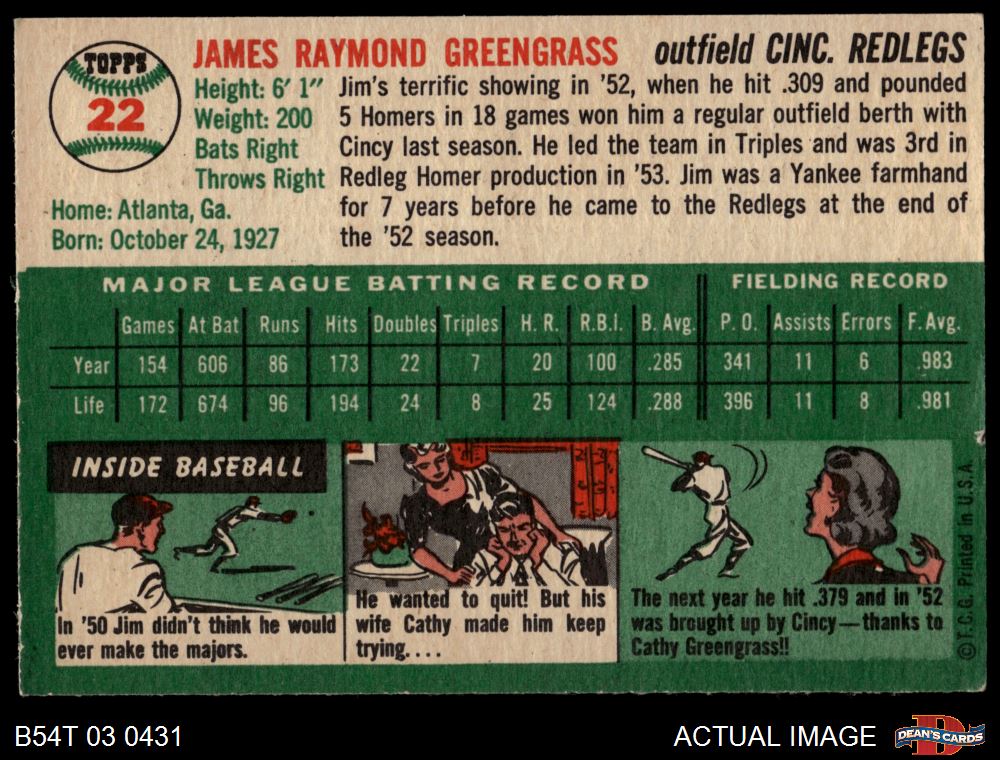 TOPPS
22
JAMES RAYMOND GREENGRASS outfield CINC. REDLEGS
Height: 6' 1"
Weight: 200
Bats Right
Throws Right
Home: Atlanta, Ga.
Born: October 24, 1927
Jim's terrific showing in '52, when he hit .309 and pounded
5 Homers in 18 games won him a regular outfield berth with
Cincy last season. He led the team in Triples and was 3rd in
Redleg Homer production in '53. Jim was a Yankee farmhand
for 7 years before he came to the Redlegs at the end of
the '52 season.
MAJOR LEAGUE BATTING RECORD FIELDING RECORD
Games At Bat Runs Hits Doubles Triples H. R. R.B.I. B. Avg. P. O. Assists Errors F. Avg.
Year 154 606 86 173 22 7 20 100 .285 341 11 6 .983
Life 172 674 96 194 24 8 25 124 .288 396 11 8 .981
INSIDE BASEBALL
In '50 Jim didn't think he would
ever make the majors.
He wanted to quit! But his
wife Cathy made him keep
trying....
The next year he hit .379 and in '52
was brought up by Cincy—thanks to
Cathy Greengrass!!
© T.C.G. Printed in U.S.A.
B54T 03 0431
ACTUAL IMAGE
D
DEAN'S CARDS